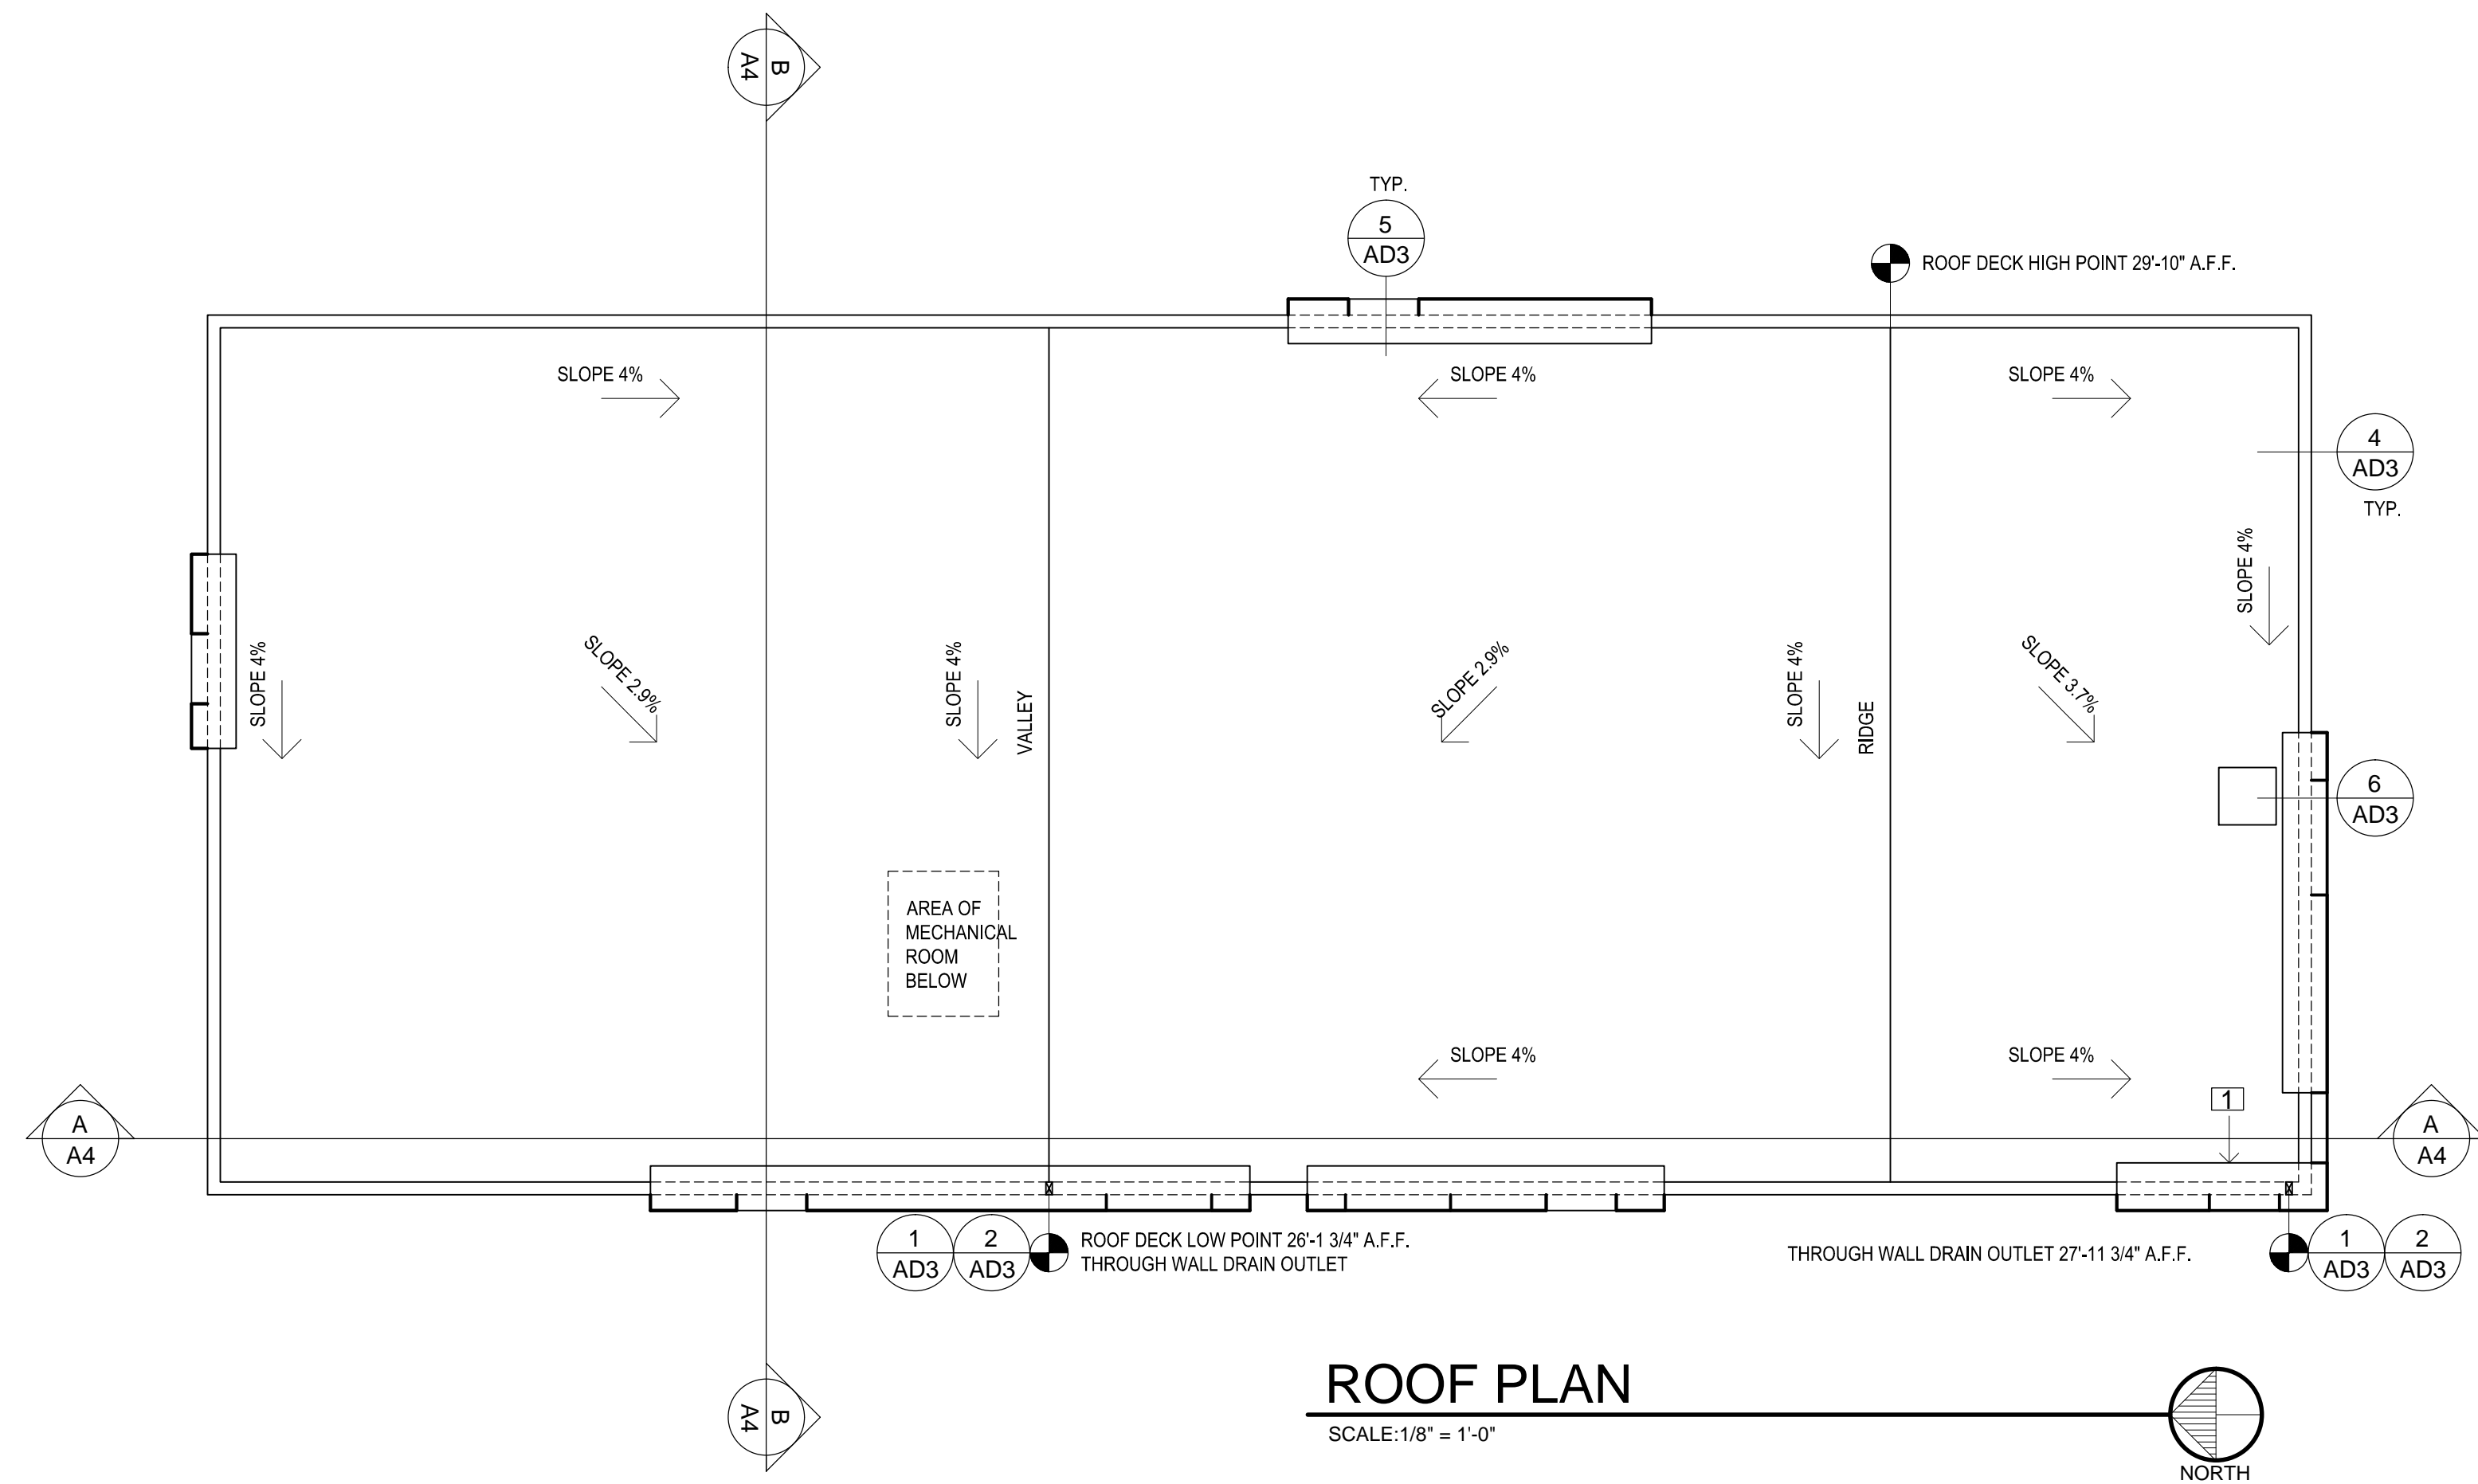 B
A4
TYP.
5
AD3
ROOF DECK HIGH POINT 29'-10" A.F.F.
SLOPE 4%
SLOPE 4%
SLOPE 4%
4
AD3
TYP.
SLOPE 4%
SLOPE 4%
SLOPE 2.9%
SLOPE 4%
VALLEY
SLOPE 2.9%
SLOPE 4%
RIDGE
SLOPE 3.7%
6
AD3
AREA OF
MECHANICAL
ROOM
BELOW
SLOPE 4%
SLOPE 4%
1
A
A4
A
A4
1
AD3
2
AD3
ROOF DECK LOW POINT 26'-1 3/4" A.F.F.
THROUGH WALL DRAIN OUTLET
THROUGH WALL DRAIN OUTLET 27'-11 3/4" A.F.F.
1
AD3
2
AD3
B
A4
ROOF PLAN
SCALE:1/8" = 1'-0"
NORTH